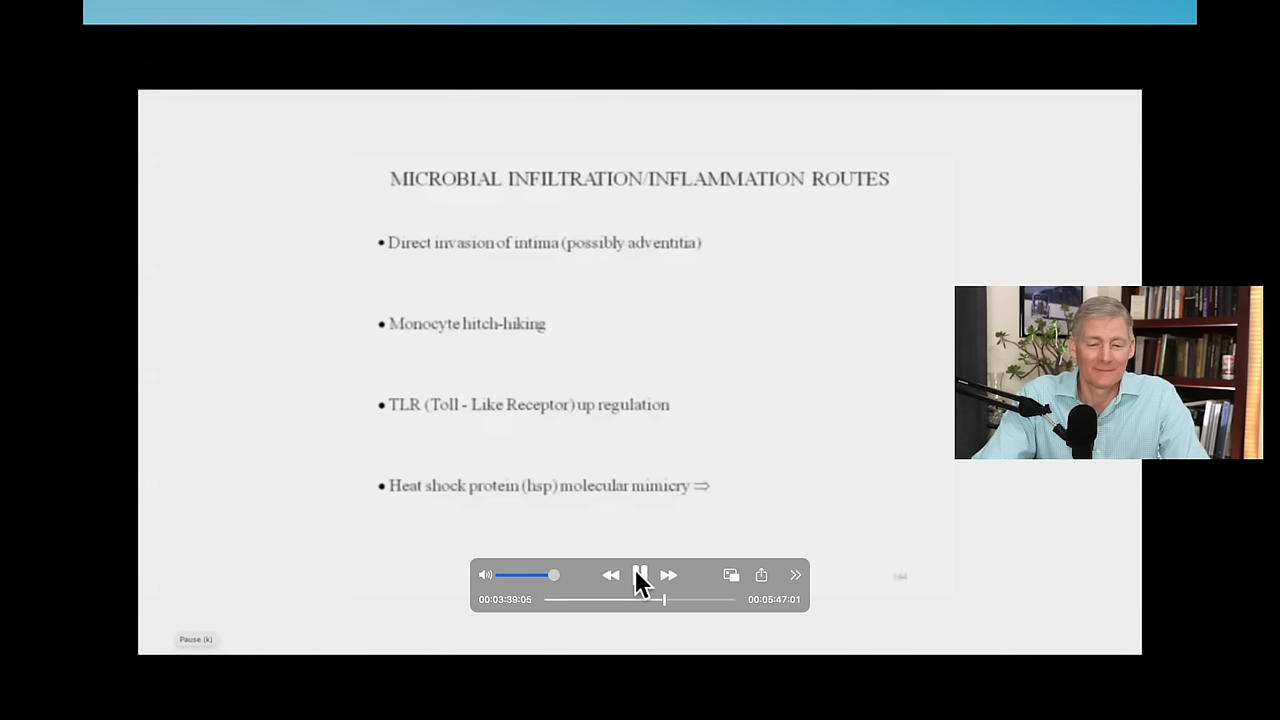 MICROBIAL INFILTRATION/INFLAMMATION ROUTES
• Direct invasion of intima (possibly adventitia)
• Monocyte hitch-hiking
• TLR (Toll - Like Receptor) up regulation
• Heat shock protein (hsp) molecular mimicry ⇒
00:03:39:05
00:05:47:01
Pause (k)